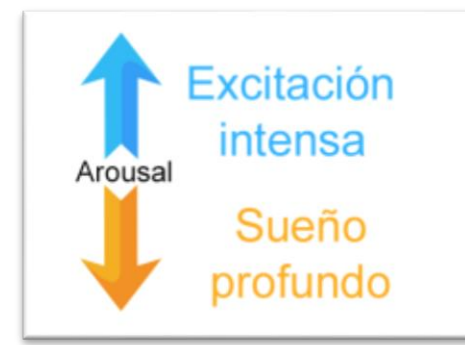 Excitación
intensa
Arousal
Sueño
profundo